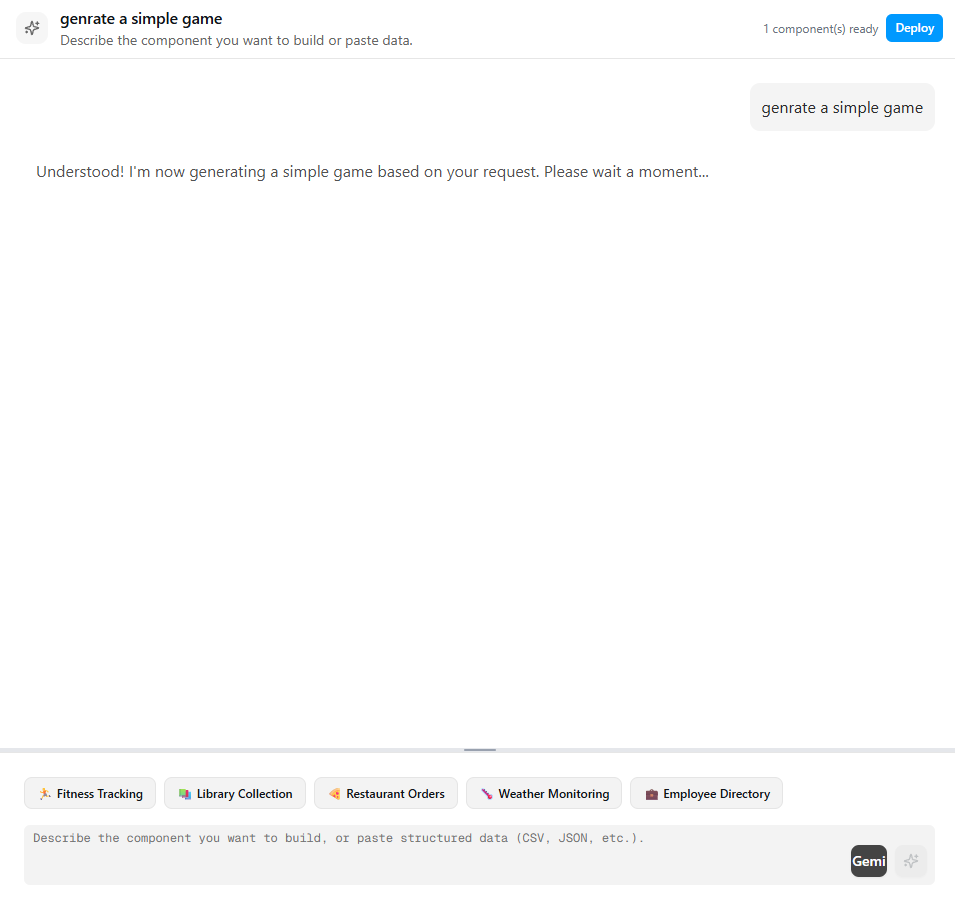 genrate a simple game
Describe the component you want to build or paste data.
1 component(s) ready
Deploy
genrate a simple game
Understood! I'm now generating a simple game based on your request. Please wait a moment...
🏃 Fitness Tracking
📚 Library Collection
🍕 Restaurant Orders
🌡️ Weather Monitoring
💼 Employee Directory
Describe the component you want to build, or paste structured data (CSV, JSON, etc.).
Gemi